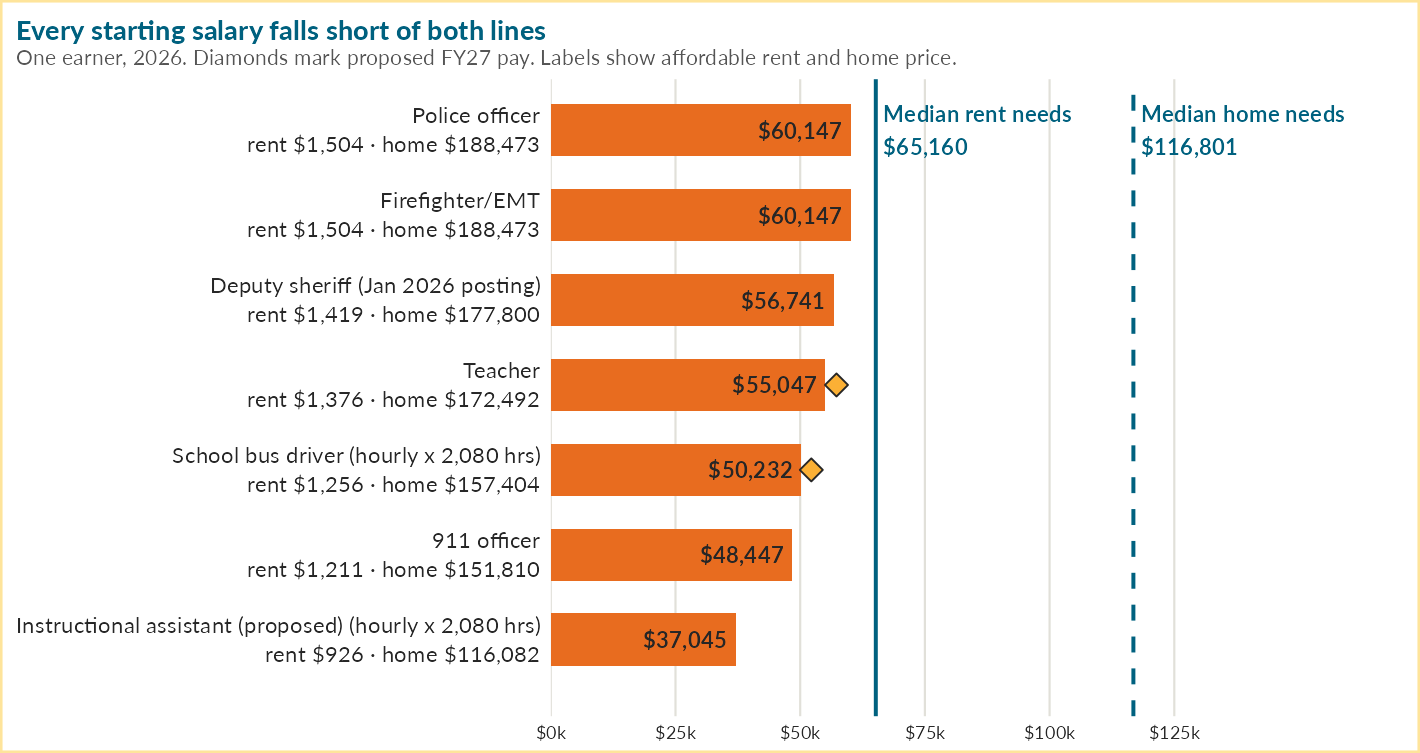 Every starting salary falls short of both lines
One earner, 2026. Diamonds mark proposed FY27 pay. Labels show affordable rent and home price.
Police officer
rent $1,504 · home $188,473
$60,147
Median rent needs
$65,160
Median home needs
$116,801
Firefighter/EMT
rent $1,504 · home $188,473
$60,147
Deputy sheriff (Jan 2026 posting)
rent $1,419 · home $177,800
$56,741
Teacher
rent $1,376 · home $172,492
$55,047
School bus driver (hourly x 2,080 hrs)
rent $1,256 · home $157,404
$50,232
911 officer
rent $1,211 · home $151,810
$48,447
Instructional assistant (proposed) (hourly x 2,080 hrs)
rent $926 · home $116,082
$37,045
$0k $25k $50k $75k $100k $125k